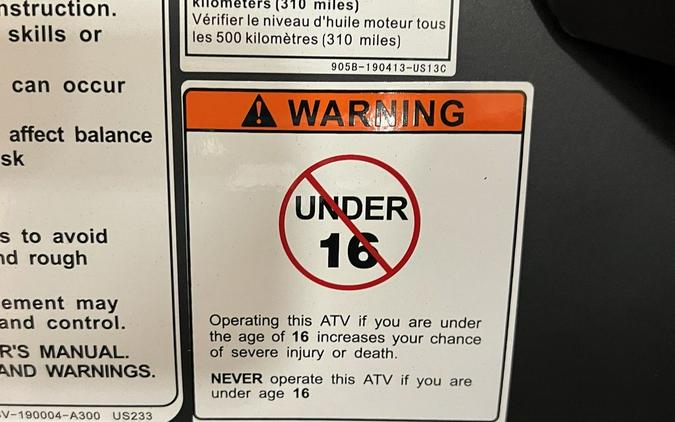 nstruction.
skills or
can occur
affect balance
sk
s to avoid
nd rough
ement may
and control.
R'S MANUAL.
AND WARNINGS.
V-190004-A300 US233
kilometers (310 miles)
Vérifier le niveau d'huile moteur tous
les 500 kilomètres (310 miles)
905B-190413-US13C
WARNING
UNDER
16
Operating this ATV if you are under
the age of 16 increases your chance
of severe injury or death.
NEVER operate this ATV if you are
under age 16